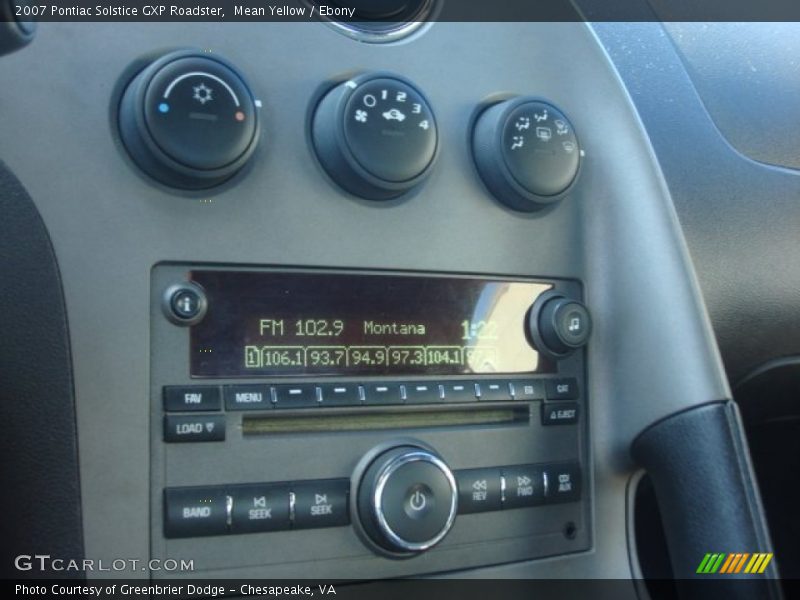 2007 Pontiac Solstice GXP Roadster,  Mean Yellow / Ebony
0 1 2 3 4
i
FM 102.9 Montana
1 106.1 93.7 94.9 97.3 104.1
FAV MENU EQ CAT
LOAD EJECT
BAND SEEK SEEK REV FWD AUX
GTCARLOT.COM
Photo Courtesy of Greenbrier Dodge - Chesapeake, VA